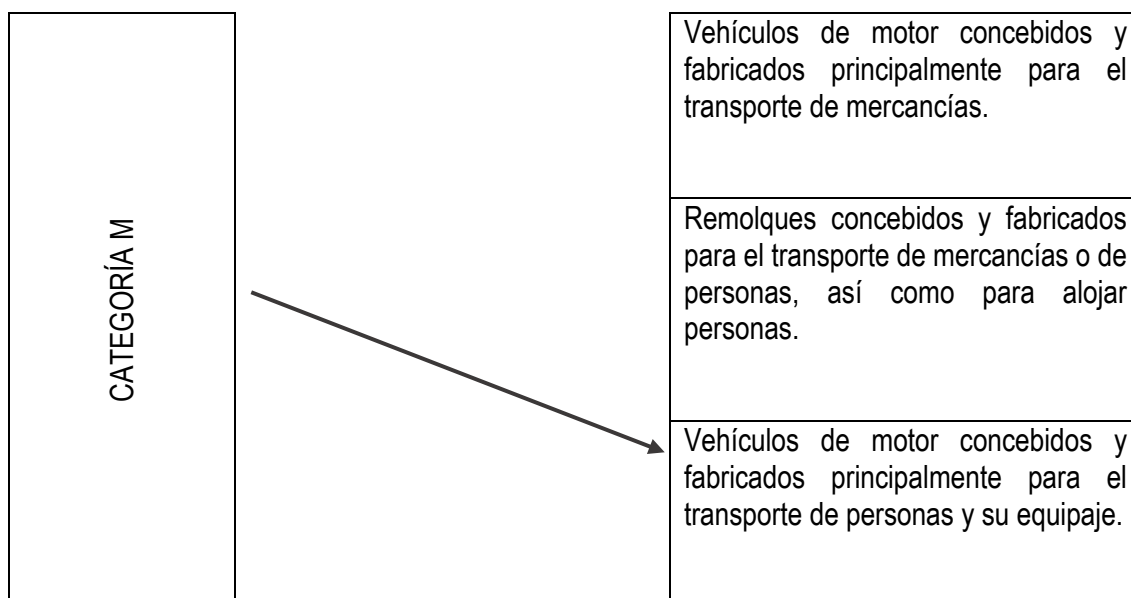 CATEGORÍA M
Vehículos de motor concebidos y
fabricados principalmente para el
transporte de mercancías.
Remolques concebidos y fabricados
para el transporte de mercancías o de
personas, así como para alojar
personas.
Vehículos de motor concebidos y
fabricados principalmente para el
transporte de personas y su equipaje.